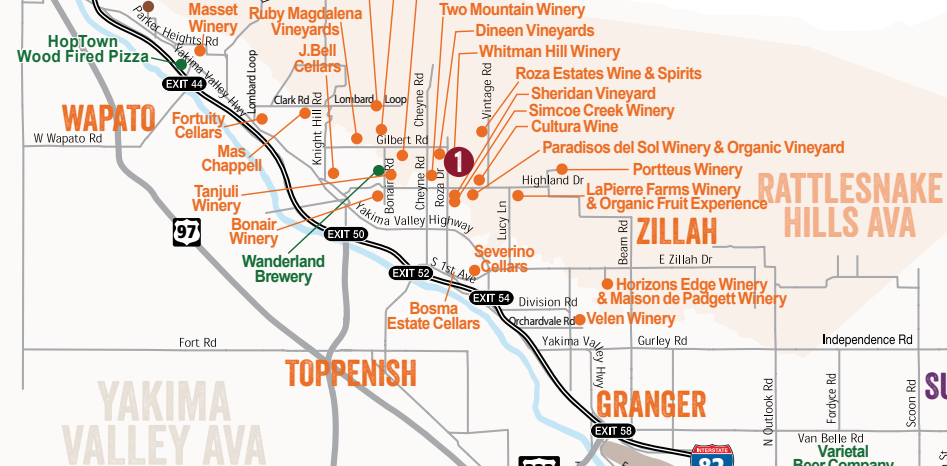 Masset
Winery
Ruby Magdalena
Vineyards
Two Mountain Winery
Dineen Vineyards
Whitman Hill Winery
HopTown
Wood Fired Pizza
Parker Heights Rd
Yakima Valley Hwy
J.Bell
Cellars
Roza Estates Wine & Spirits
Sheridan Vineyard
Simcoe Creek Winery
Cultura Wine
Paradisos del Sol Winery & Organic Vineyard
Portteus Winery
LaPierre Farms Winery
& Organic Fruit Experience
EXIT 44
Lombard Loop
Clark Rd
Lombard Loop
Cheyne Rd
Vintage Rd
WAPATO
W Wapato Rd
Fortuity
Cellars
Knight Hill Rd
Gilbert Rd
Mas
Chappell
1
Highland Dr
Bonair Rd
Cheyne Rd
Roza Dr
Tanjuli
Winery
Bonair
Winery
Yakima Valley Highway
Lucy Ln
RATTLESNAKE
HILLS AVA
ZILLAH
Beam Rd
97
EXIT 50
Wanderland
Brewery
EXIT 52
S 1st Ave
Severino
Cellars
E Zillah Dr
EXIT 54
Bosma
Estate Cellars
Horizons Edge Winery
& Maison de Padgett Winery
Division Rd
Orchardvale Rd
Velen Winery
Yakima Valley Hwy
Gurley Rd
Independence Rd
Fort Rd
TOPPENISH
YAKIMA
VALLEY AVA
GRANGER
EXIT 58
N Outlook Rd
Fordyce Rd
Scoon Rd
SU
Van Belle Rd
Varietal
Beer Company
INTERSTATE
82